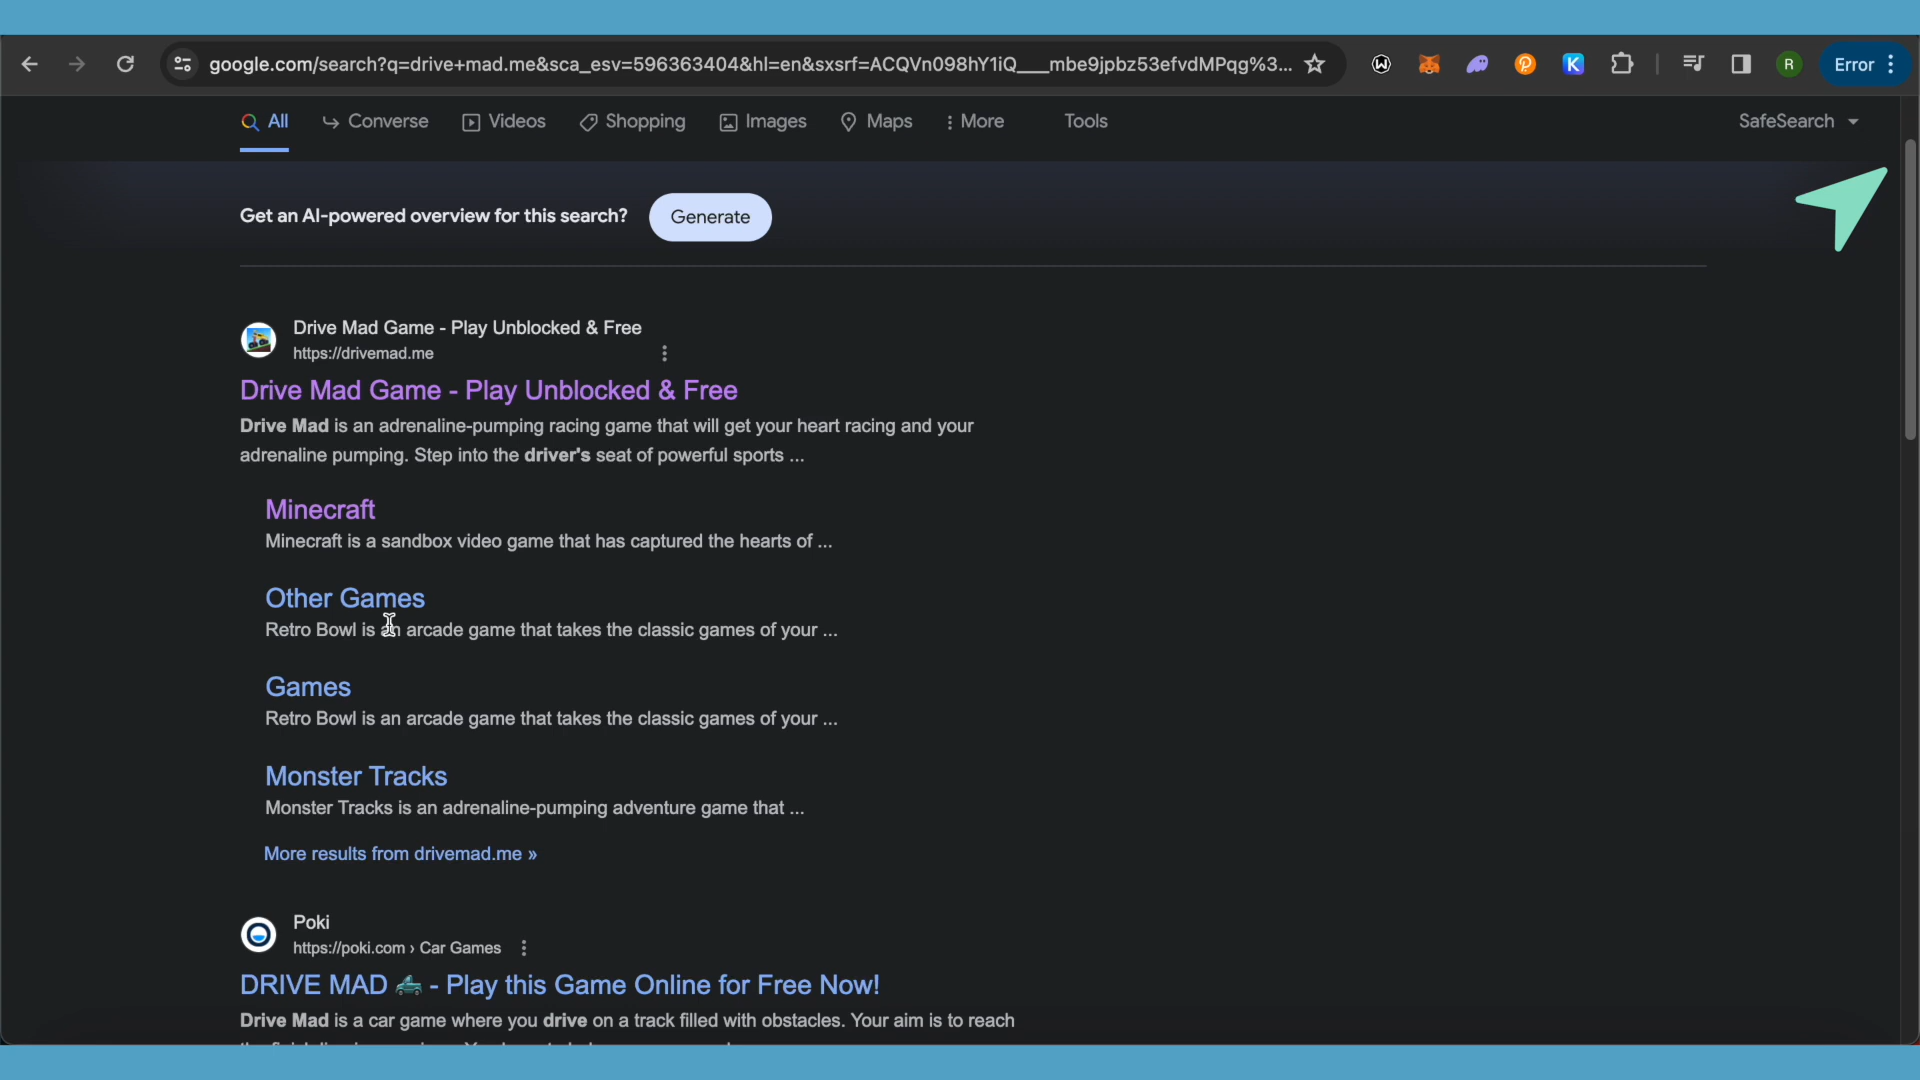 google.com/search?q=drive+mad.me&sca_esv=596363404&hl=en&sxsrf=ACQVn098hY1iQ___mbe9jpbz53efvdMPqg%3...
K
R
Error
All
Converse
Videos
Shopping
Images
Maps
More
Tools
SafeSearch
Get an AI-powered overview for this search?
Generate
Drive Mad Game - Play Unblocked & Free
https://drivemad.me
Drive Mad Game - Play Unblocked & Free
Drive Mad is an adrenaline-pumping racing game that will get your heart racing and your
adrenaline pumping. Step into the driver's seat of powerful sports ...
Minecraft
Minecraft is a sandbox video game that has captured the hearts of ...
Other Games
Retro Bowl is an arcade game that takes the classic games of your ...
Games
Retro Bowl is an arcade game that takes the classic games of your ...
Monster Tracks
Monster Tracks is an adrenaline-pumping adventure game that ...
More results from drivemad.me »
Poki
https://poki.com › Car Games
DRIVE MAD 🛻 - Play this Game Online for Free Now!
Drive Mad is a car game where you drive on a track filled with obstacles. Your aim is to reach